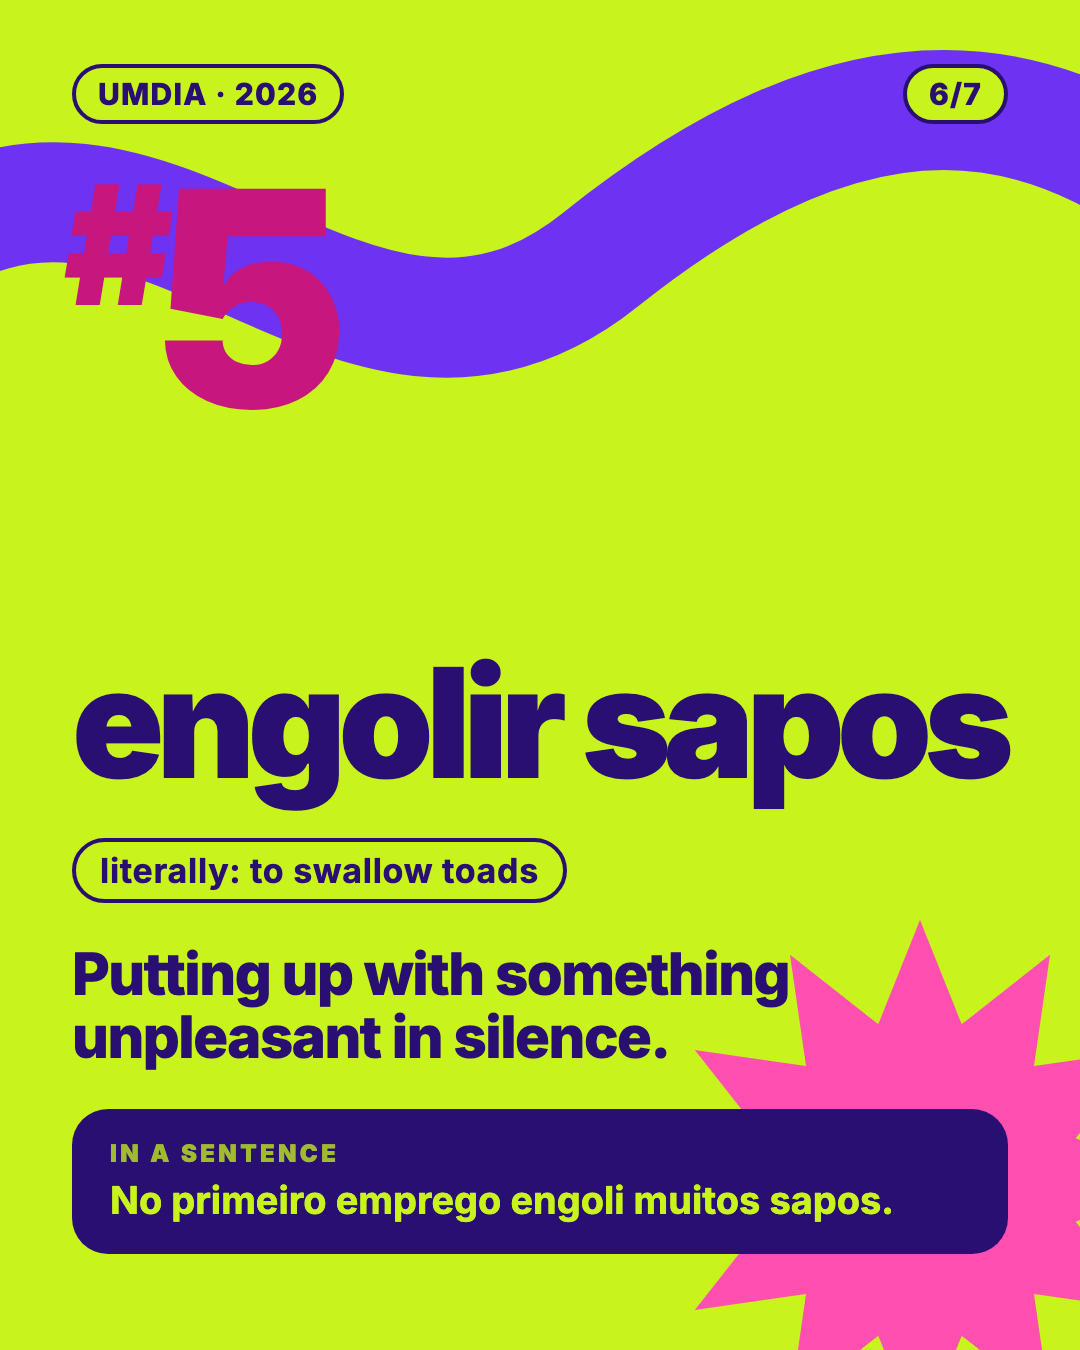 UMDIA · 2026
6/7
#5
engolir sapos
literally: to swallow toads
Putting up with something
unpleasant in silence.
IN A SENTENCE
No primeiro emprego engoli muitos sapos.